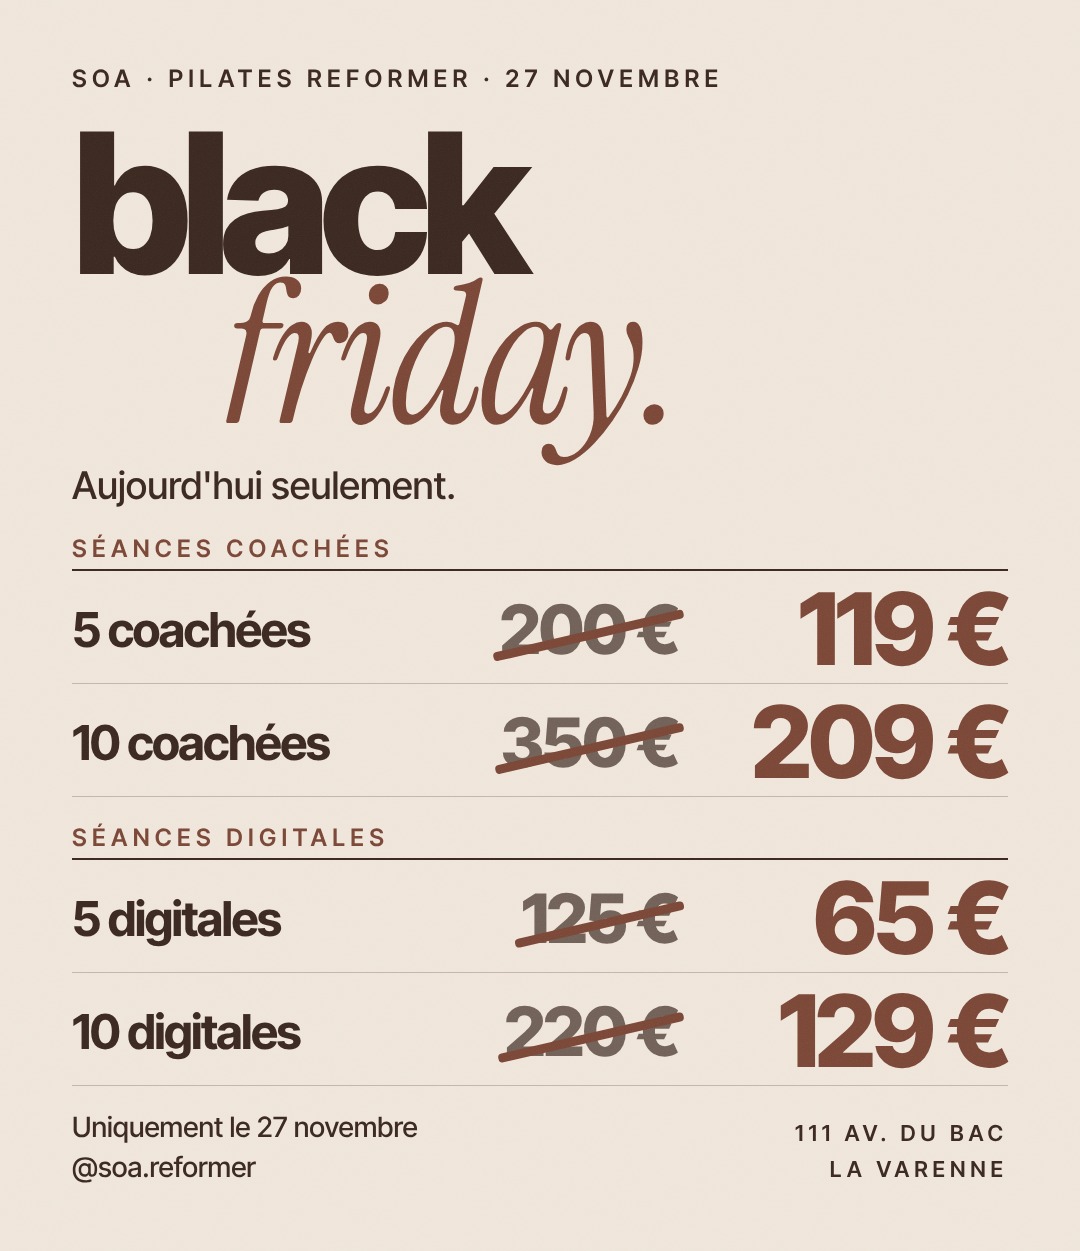 SOA · PILATES REFORMER · 27 NOVEMBRE
black
friday.
Aujourd'hui seulement.
SÉANCES COACHÉES
5 coachées 200 € 119 €
10 coachées 350 € 209 €
SÉANCES DIGITALES
5 digitales 125 € 65 €
10 digitales 220 € 129 €
Uniquement le 27 novembre
@soa.reformer
111 AV. DU BAC
LA VARENNE